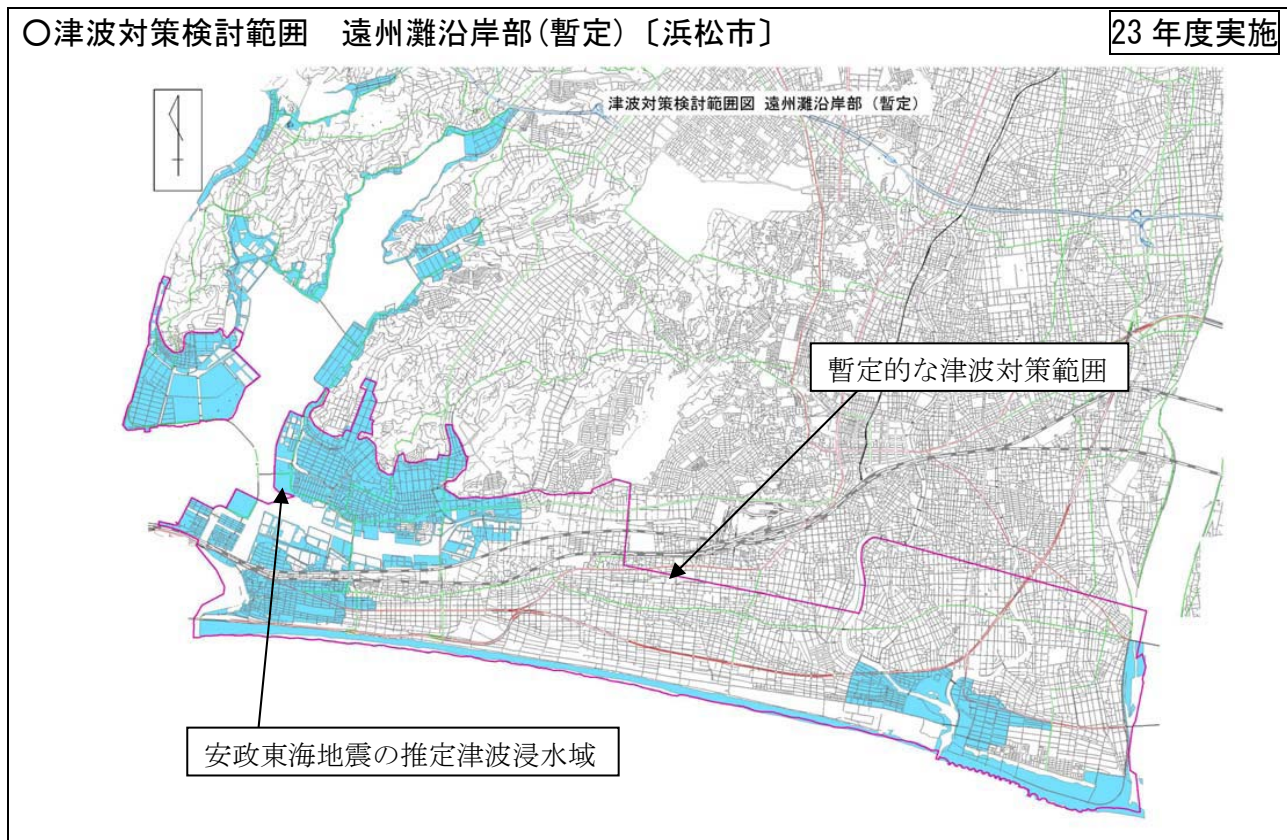 〇津波対策検討範囲　遠州灘沿岸部(暫定)〔浜松市〕
23年度実施
津波対策検討範囲図 遠州灘沿岸部（暫定）
暫定的な津波対策範囲
安政東海地震の推定津波浸水域